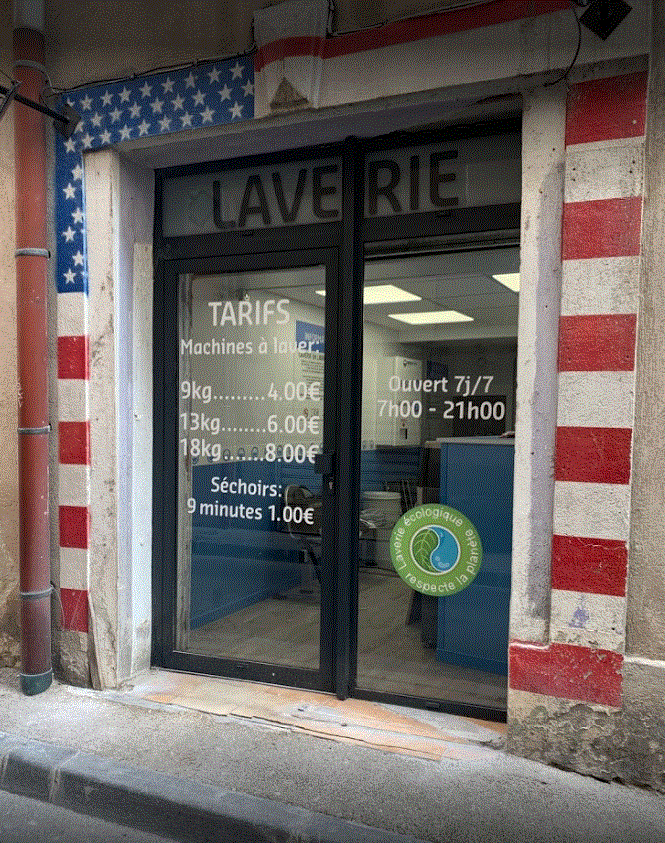 LAVERIE
TARIFS
Machines à laver:
9kg.........4.00€
13kg........6.00€
18kg.......8.00€
Séchoirs:
9 minutes 1.00€
Ouvert 7j/7
7h00 - 21h00
Laverie écologique
respecte la planète